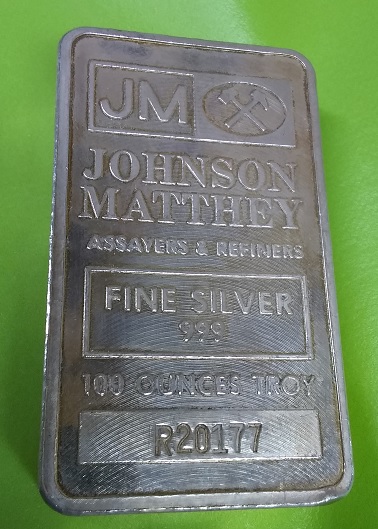 JM
JOHNSON
MATTHEY
ASSAYERS & REFINERS
FINE SILVER
999
100 OUNCES TROY
R20177